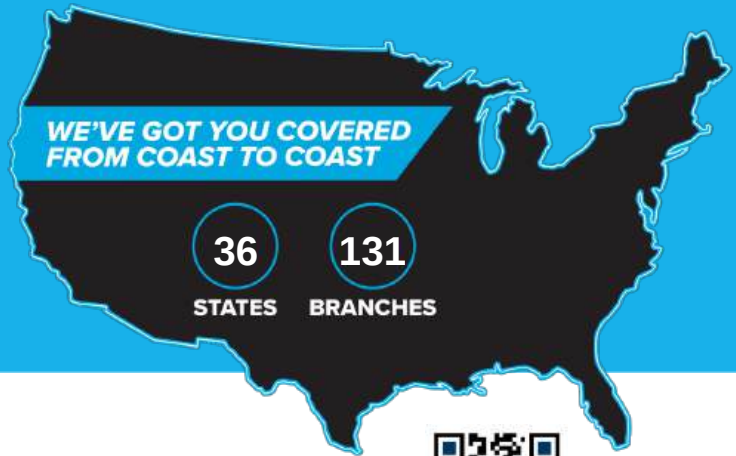 WE'VE GOT YOU COVERED
FROM COAST TO COAST
36 131
STATES BRANCHES